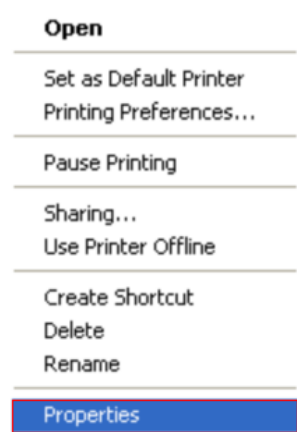 Open
Set as Default Printer
Printing Preferences...
Pause Printing
Sharing...
Use Printer Offline
Create Shortcut
Delete
Rename
Properties